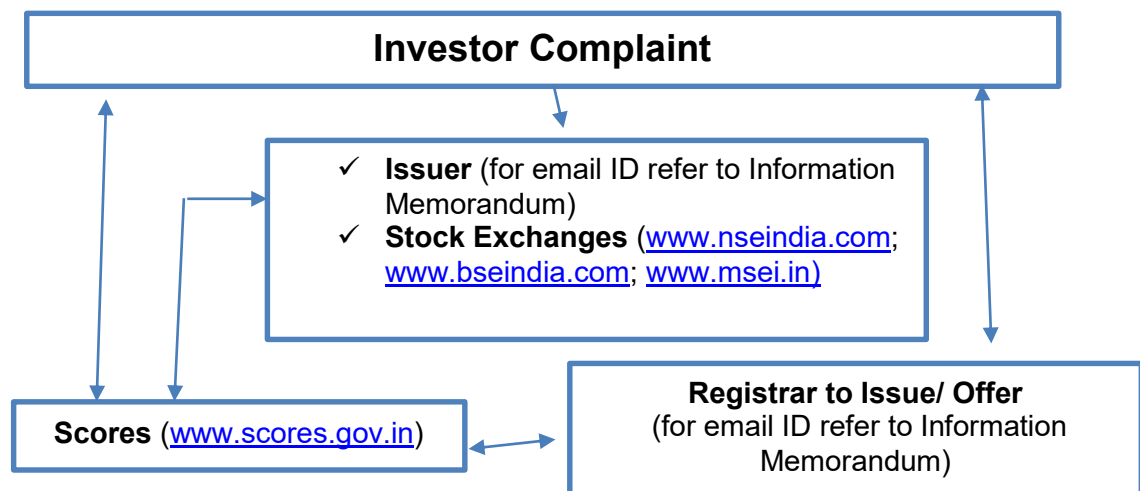 Investor Complaint
✓ Issuer (for email ID refer to Information
Memorandum)
✓ Stock Exchanges (www.nseindia.com;
www.bseindia.com; www.msei.in)
Scores (www.scores.gov.in)
Registrar to Issue/ Offer
(for email ID refer to Information
Memorandum)